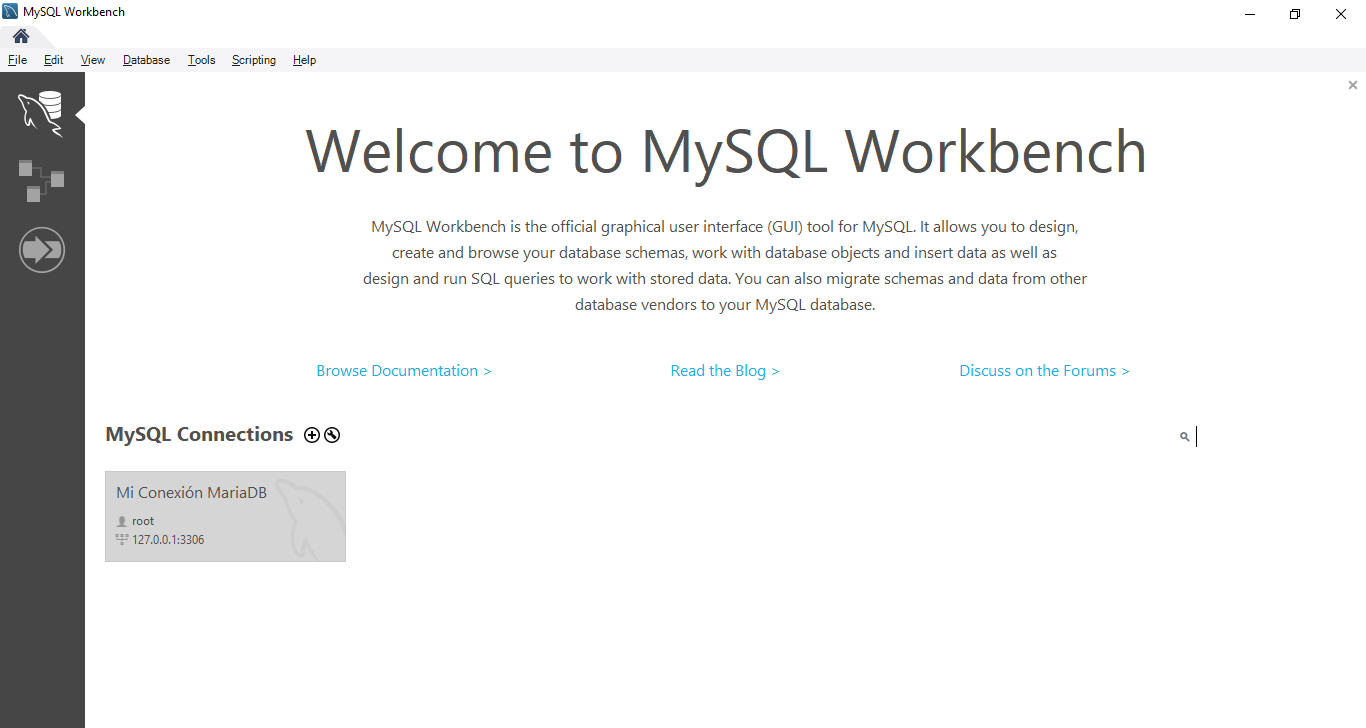 MySQL Workbench
File Edit View Database Tools Scripting Help
Welcome to MySQL Workbench
MySQL Workbench is the official graphical user interface (GUI) tool for MySQL. It allows you to design,
create and browse your database schemas, work with database objects and insert data as well as
design and run SQL queries to work with stored data. You can also migrate schemas and data from other
database vendors to your MySQL database.
Browse Documentation > Read the Blog > Discuss on the Forums >
MySQL Connections
Mi Conexión MariaDB
root
127.0.0.1:3306